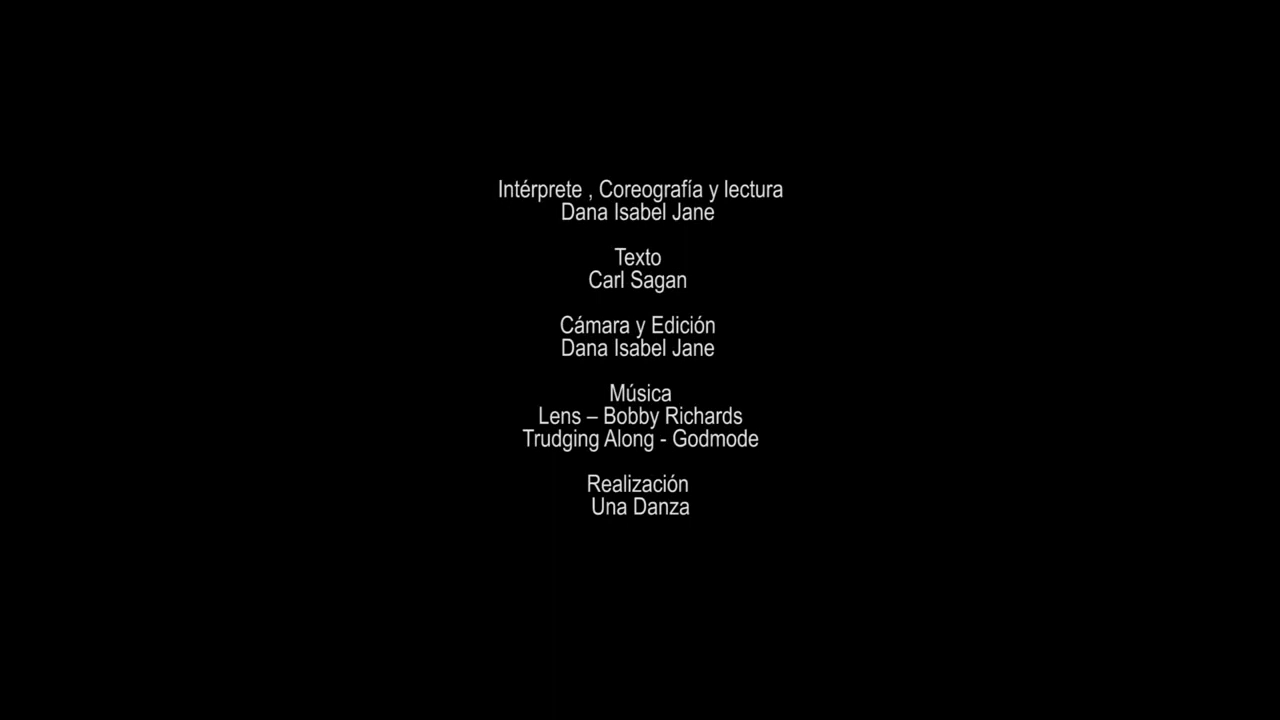 Intérprete , Coreografía y lectura
Dana Isabel Jane
Texto
Carl Sagan
Cámara y Edición
Dana Isabel Jane
Música
Lens – Bobby Richards
Trudging Along - Godmode
Realización
Una Danza